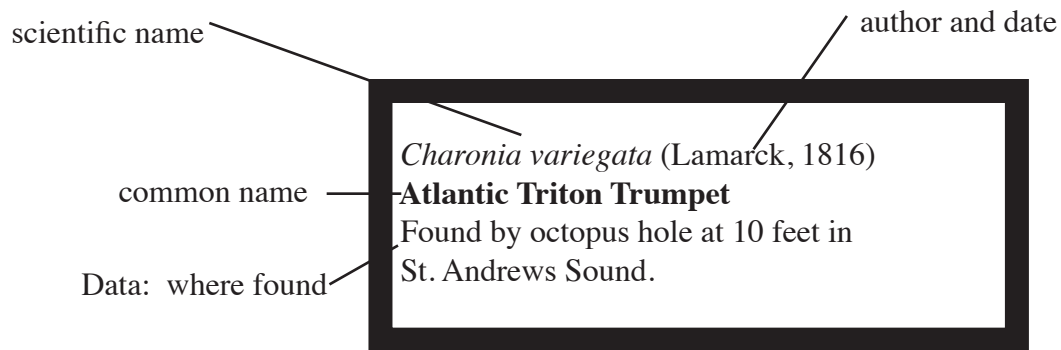 scientific name
author and date
Charonia variegata (Lamarck, 1816)
common name
Atlantic Triton Trumpet
Found by octopus hole at 10 feet in
St. Andrews Sound.
Data: where found